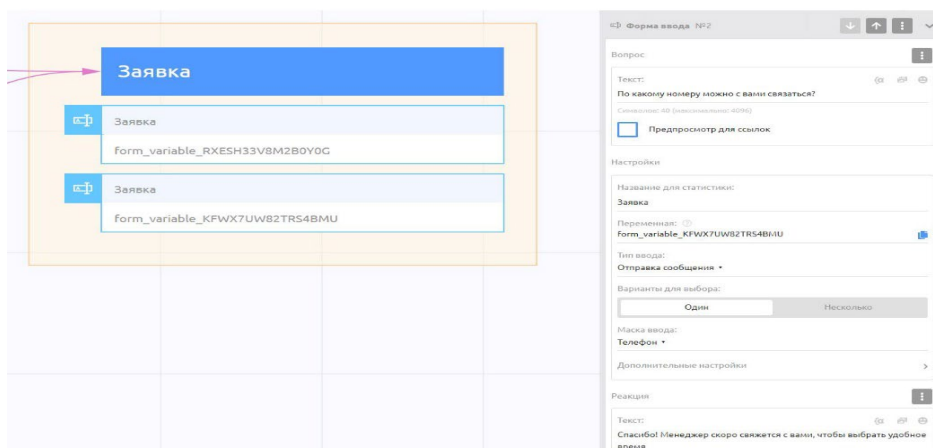 Заявка
Заявка
form_variable_RXESH33V8M2B0Y0G
Заявка
form_variable_KFWX7UW82TRS4BMU
Форма ввода №2
Вопрос
Текст:
По какому номеру можно с вами связаться?
Символов: 40 (максимально: 4096)
Предпросмотр для ссылок
Настройки
Название для статистики:
Заявка
Переменная:
form_variable_KFWX7UW82TRS4BMU
Тип ввода:
Отправка сообщения
Варианты для выбора:
Один Несколько
Маска ввода:
Телефон
Дополнительные настройки
Реакция
Текст:
Спасибо! Менеджер скоро свяжется с вами, чтобы выбрать удобное
время